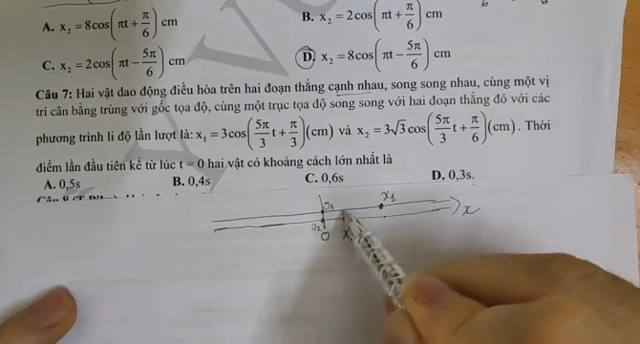 A. x₂ = 8cos(πt + π/6) cm
B. x₂ = 2cos(πt + π/6) cm
C. x₂ = 2cos(πt − 5π/6) cm
D. x₂ = 8cos(πt − 5π/6) cm
Câu 7: Hai vật dao động điều hòa trên hai đoạn thẳng cạnh nhau, song song nhau, cùng một vị
trí cân bằng trùng với gốc tọa độ, cùng một trục tọa độ song song với hai đoạn thẳng đó với các
phương trình li độ lần lượt là: x₁ = 3cos(5π/3 t + π/3)(cm) và x₂ = 3√3cos(5π/3 t + π/6)(cm). Thời
điểm lần đầu tiên kể từ lúc t = 0 hai vật có khoảng cách lớn nhất là
A. 0,5s
B. 0,4s
C. 0,6s
D. 0,3s.
x
O₂
O
x